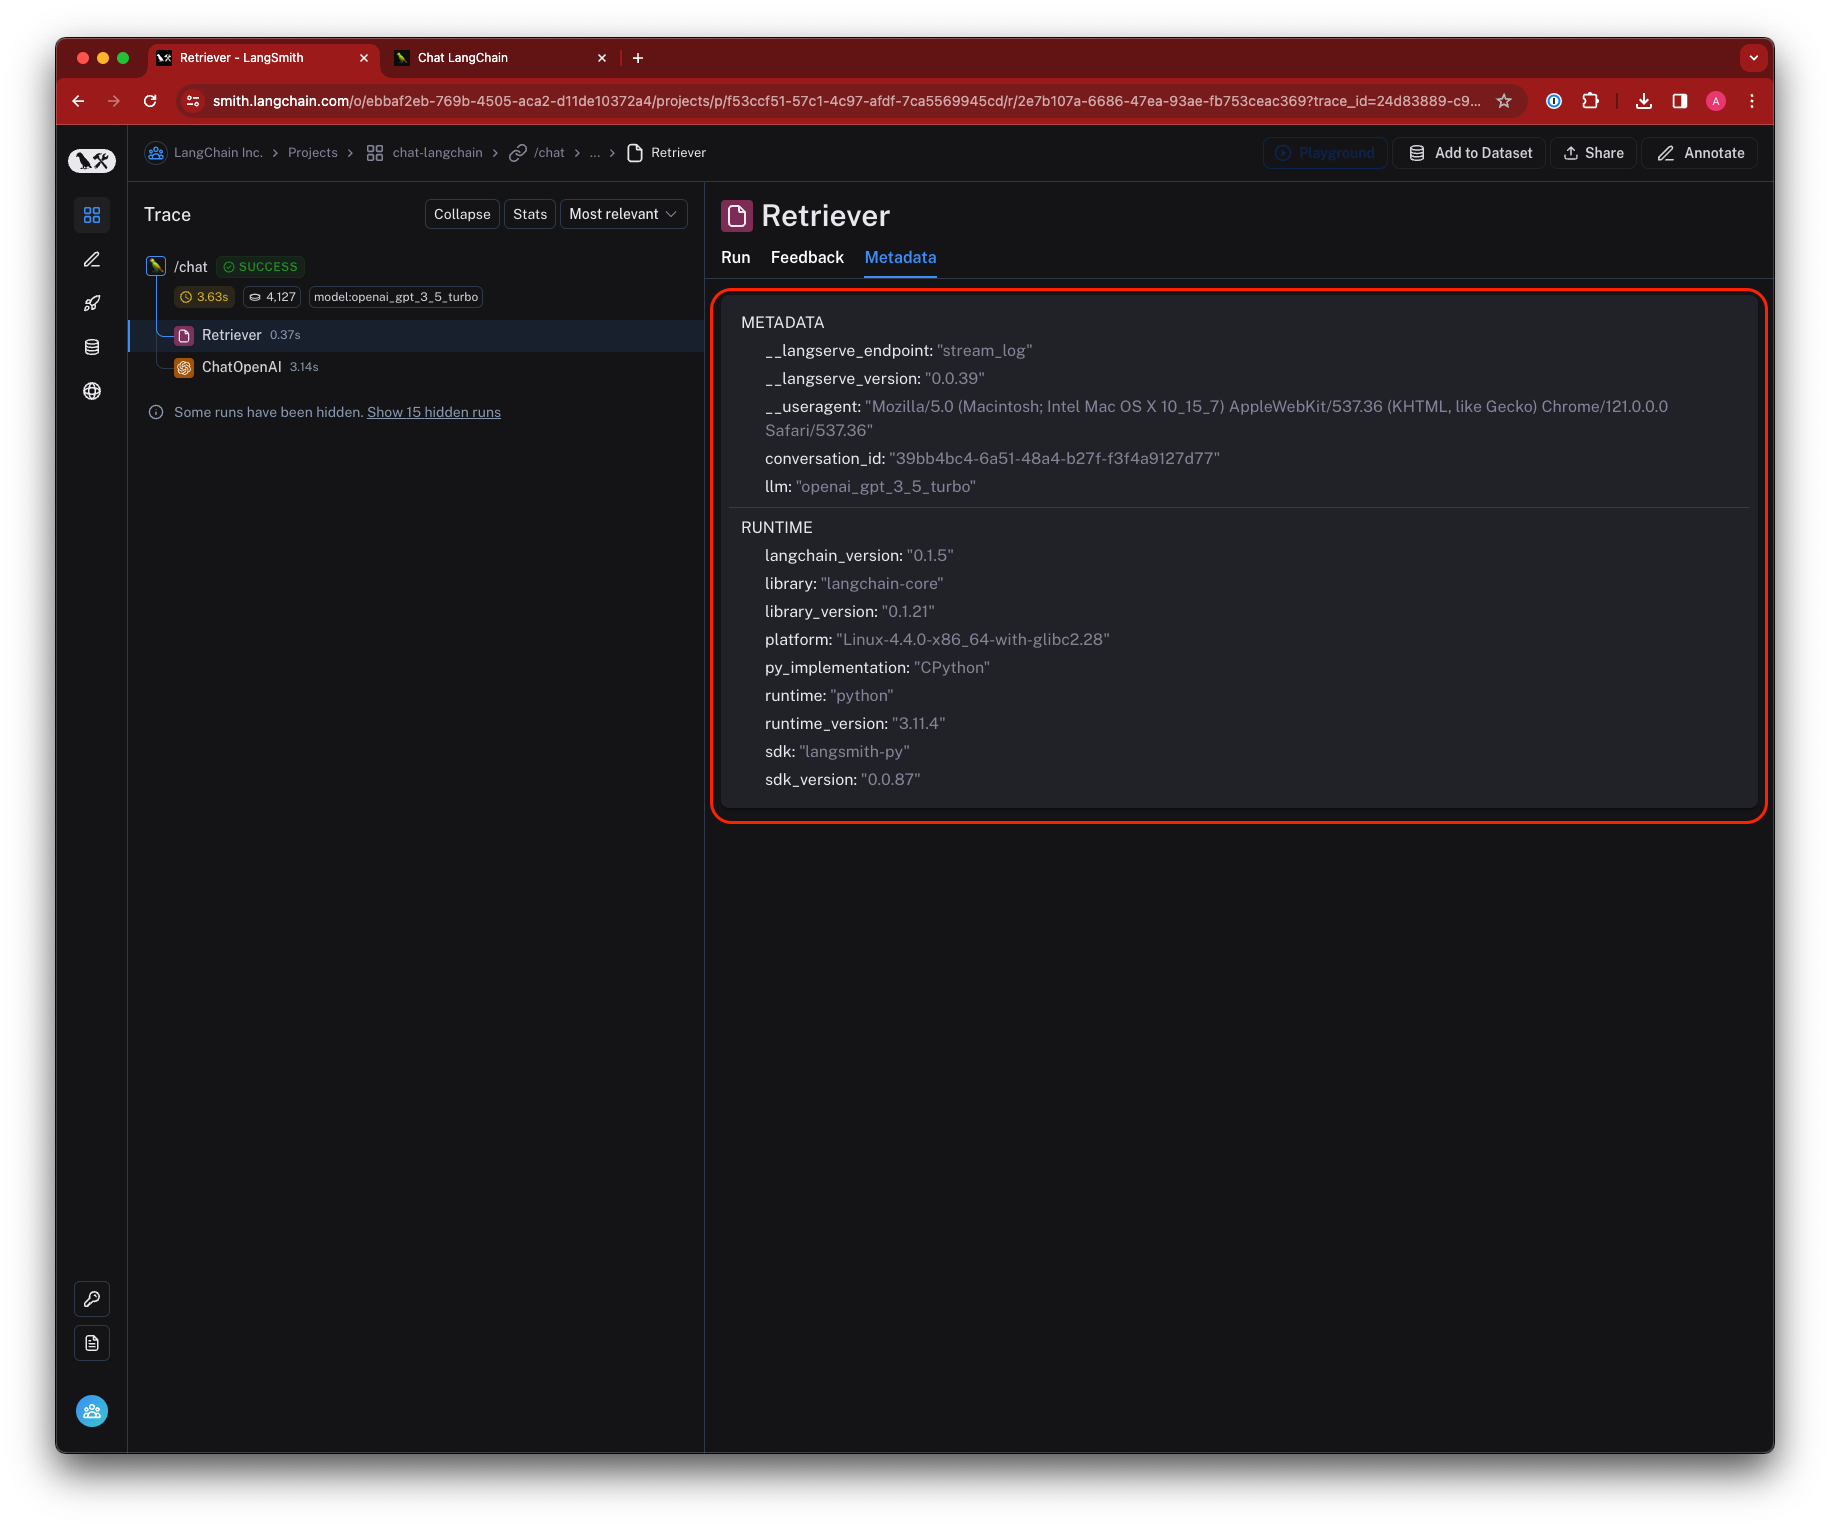 Retriever - LangSmith
Chat LangChain
smith.langchain.com/o/ebbaf2eb-769b-4505-aca2-d11de10372a4/projects/p/f53ccf51-57c1-4c97-afdf-7ca5569945cd/r/2e7b107a-6686-47ea-93ae-fb753ceac369?trace_id=24d83889-c9...
A
LangChain Inc. > Projects > chat-langchain > /chat > ... > Retriever
Playground
Add to Dataset
Share
Annotate
Trace
Collapse
Stats
Most relevant
/chat
SUCCESS
3.63s
4,127
model:openai_gpt_3_5_turbo
Retriever 0.37s
ChatOpenAI 3.14s
Some runs have been hidden. Show 15 hidden runs
Retriever
Run
Feedback
Metadata
METADATA
__langserve_endpoint: "stream_log"
__langserve_version: "0.0.39"
__useragent: "Mozilla/5.0 (Macintosh; Intel Mac OS X 10_15_7) AppleWebKit/537.36 (KHTML, like Gecko) Chrome/121.0.0.0
Safari/537.36"
conversation_id: "39bb4bc4-6a51-48a4-b27f-f3f4a9127d77"
llm: "openai_gpt_3_5_turbo"
RUNTIME
langchain_version: "0.1.5"
library: "langchain-core"
library_version: "0.1.21"
platform: "Linux-4.4.0-x86_64-with-glibc2.28"
py_implementation: "CPython"
runtime: "python"
runtime_version: "3.11.4"
sdk: "langsmith-py"
sdk_version: "0.0.87"